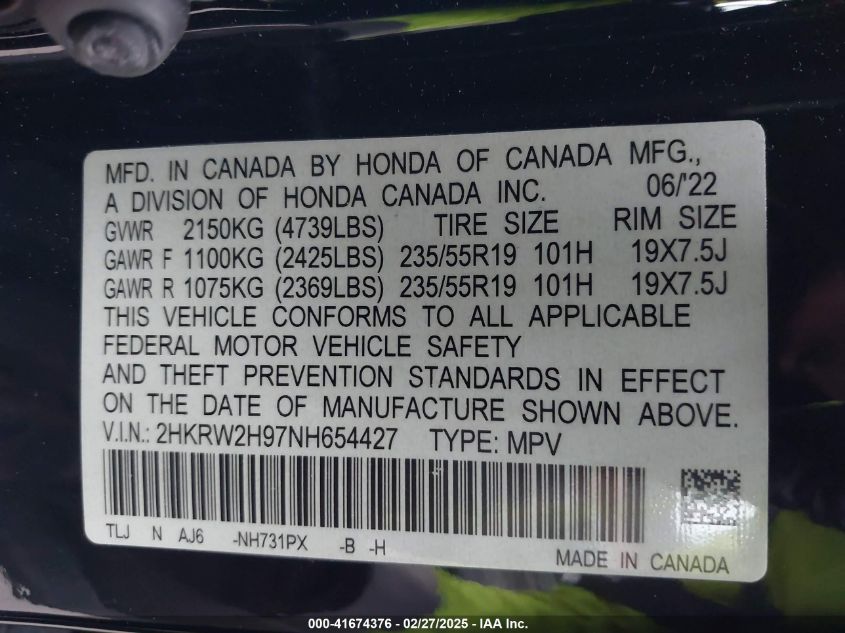 MFD. IN CANADA BY HONDA OF CANADA MFG.,
A DIVISION OF HONDA CANADA INC. 06/'22
GVWR 2150KG (4739LBS) TIRE SIZE RIM SIZE
GAWR F 1100KG (2425LBS) 235/55R19 101H 19X7.5J
GAWR R 1075KG (2369LBS) 235/55R19 101H 19X7.5J
THIS VEHICLE CONFORMS TO ALL APPLICABLE
FEDERAL MOTOR VEHICLE SAFETY
AND THEFT PREVENTION STANDARDS IN EFFECT
ON THE DATE OF MANUFACTURE SHOWN ABOVE.
V.I.N.: 2HKRW2H97NH654427 TYPE: MPV
TLJ N AJ6 -NH731PX -B -H
MADE IN CANADA
000-41674376 - 02/27/2025 - IAA Inc.